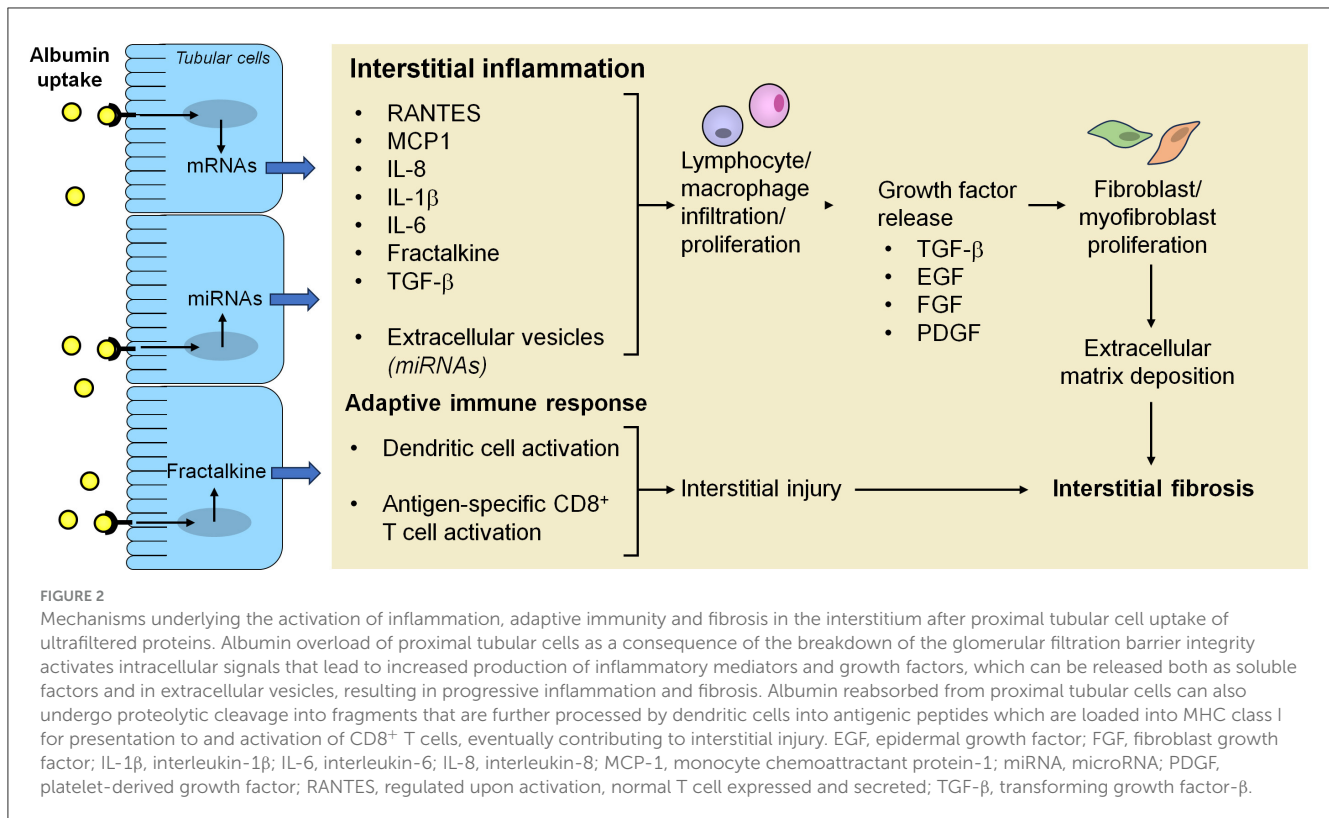 Albumin
uptake
Tubular cells
mRNAs
miRNAs
Fractalkine
Interstitial inflammation
• RANTES
• MCP1
• IL-8
• IL-1β
• IL-6
• Fractalkine
• TGF-β
• Extracellular vesicles
(miRNAs)
Lymphocyte/
macrophage
infiltration/
proliferation
Growth factor
release
• TGF-β
• EGF
• FGF
• PDGF
Fibroblast/
myofibroblast
proliferation
Extracellular
matrix deposition
Adaptive immune response
• Dendritic cell activation
• Antigen-specific CD8⁺
T cell activation
Interstitial injury
Interstitial fibrosis
FIGURE 2
Mechanisms underlying the activation of inflammation, adaptive immunity and fibrosis in the interstitium after proximal tubular cell uptake of
ultrafiltered proteins. Albumin overload of proximal tubular cells as a consequence of the breakdown of the glomerular filtration barrier integrity
activates intracellular signals that lead to increased production of inflammatory mediators and growth factors, which can be released both as soluble
factors and in extracellular vesicles, resulting in progressive inflammation and fibrosis. Albumin reabsorbed from proximal tubular cells can also
undergo proteolytic cleavage into fragments that are further processed by dendritic cells into antigenic peptides which are loaded into MHC class I
for presentation to and activation of CD8⁺ T cells, eventually contributing to interstitial injury. EGF, epidermal growth factor; FGF, fibroblast growth
factor; IL-1β, interleukin-1β; IL-6, interleukin-6; IL-8, interleukin-8; MCP-1, monocyte chemoattractant protein-1; miRNA, microRNA; PDGF,
platelet-derived growth factor; RANTES, regulated upon activation, normal T cell expressed and secreted; TGF-β, transforming growth factor-β.